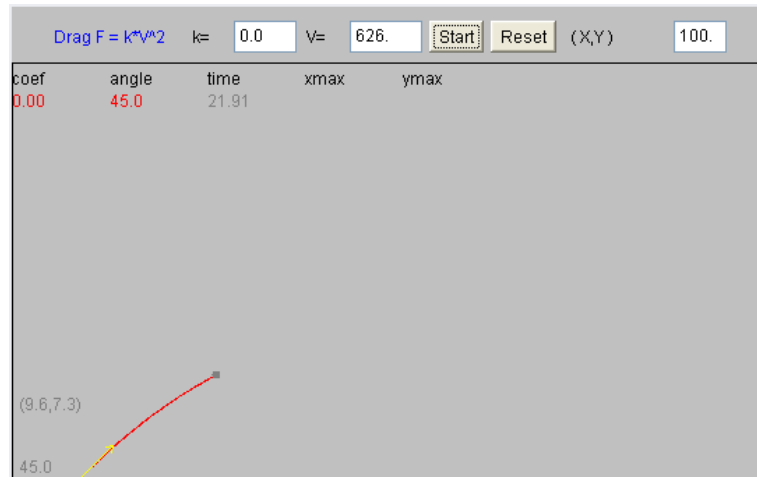 Drag F = k*V^2 k= 0.0 V= 626. Start Reset (X,Y) 100.
coef angle time xmax ymax
0.00 45.0 21.91
(9.6,7.3)
45.0